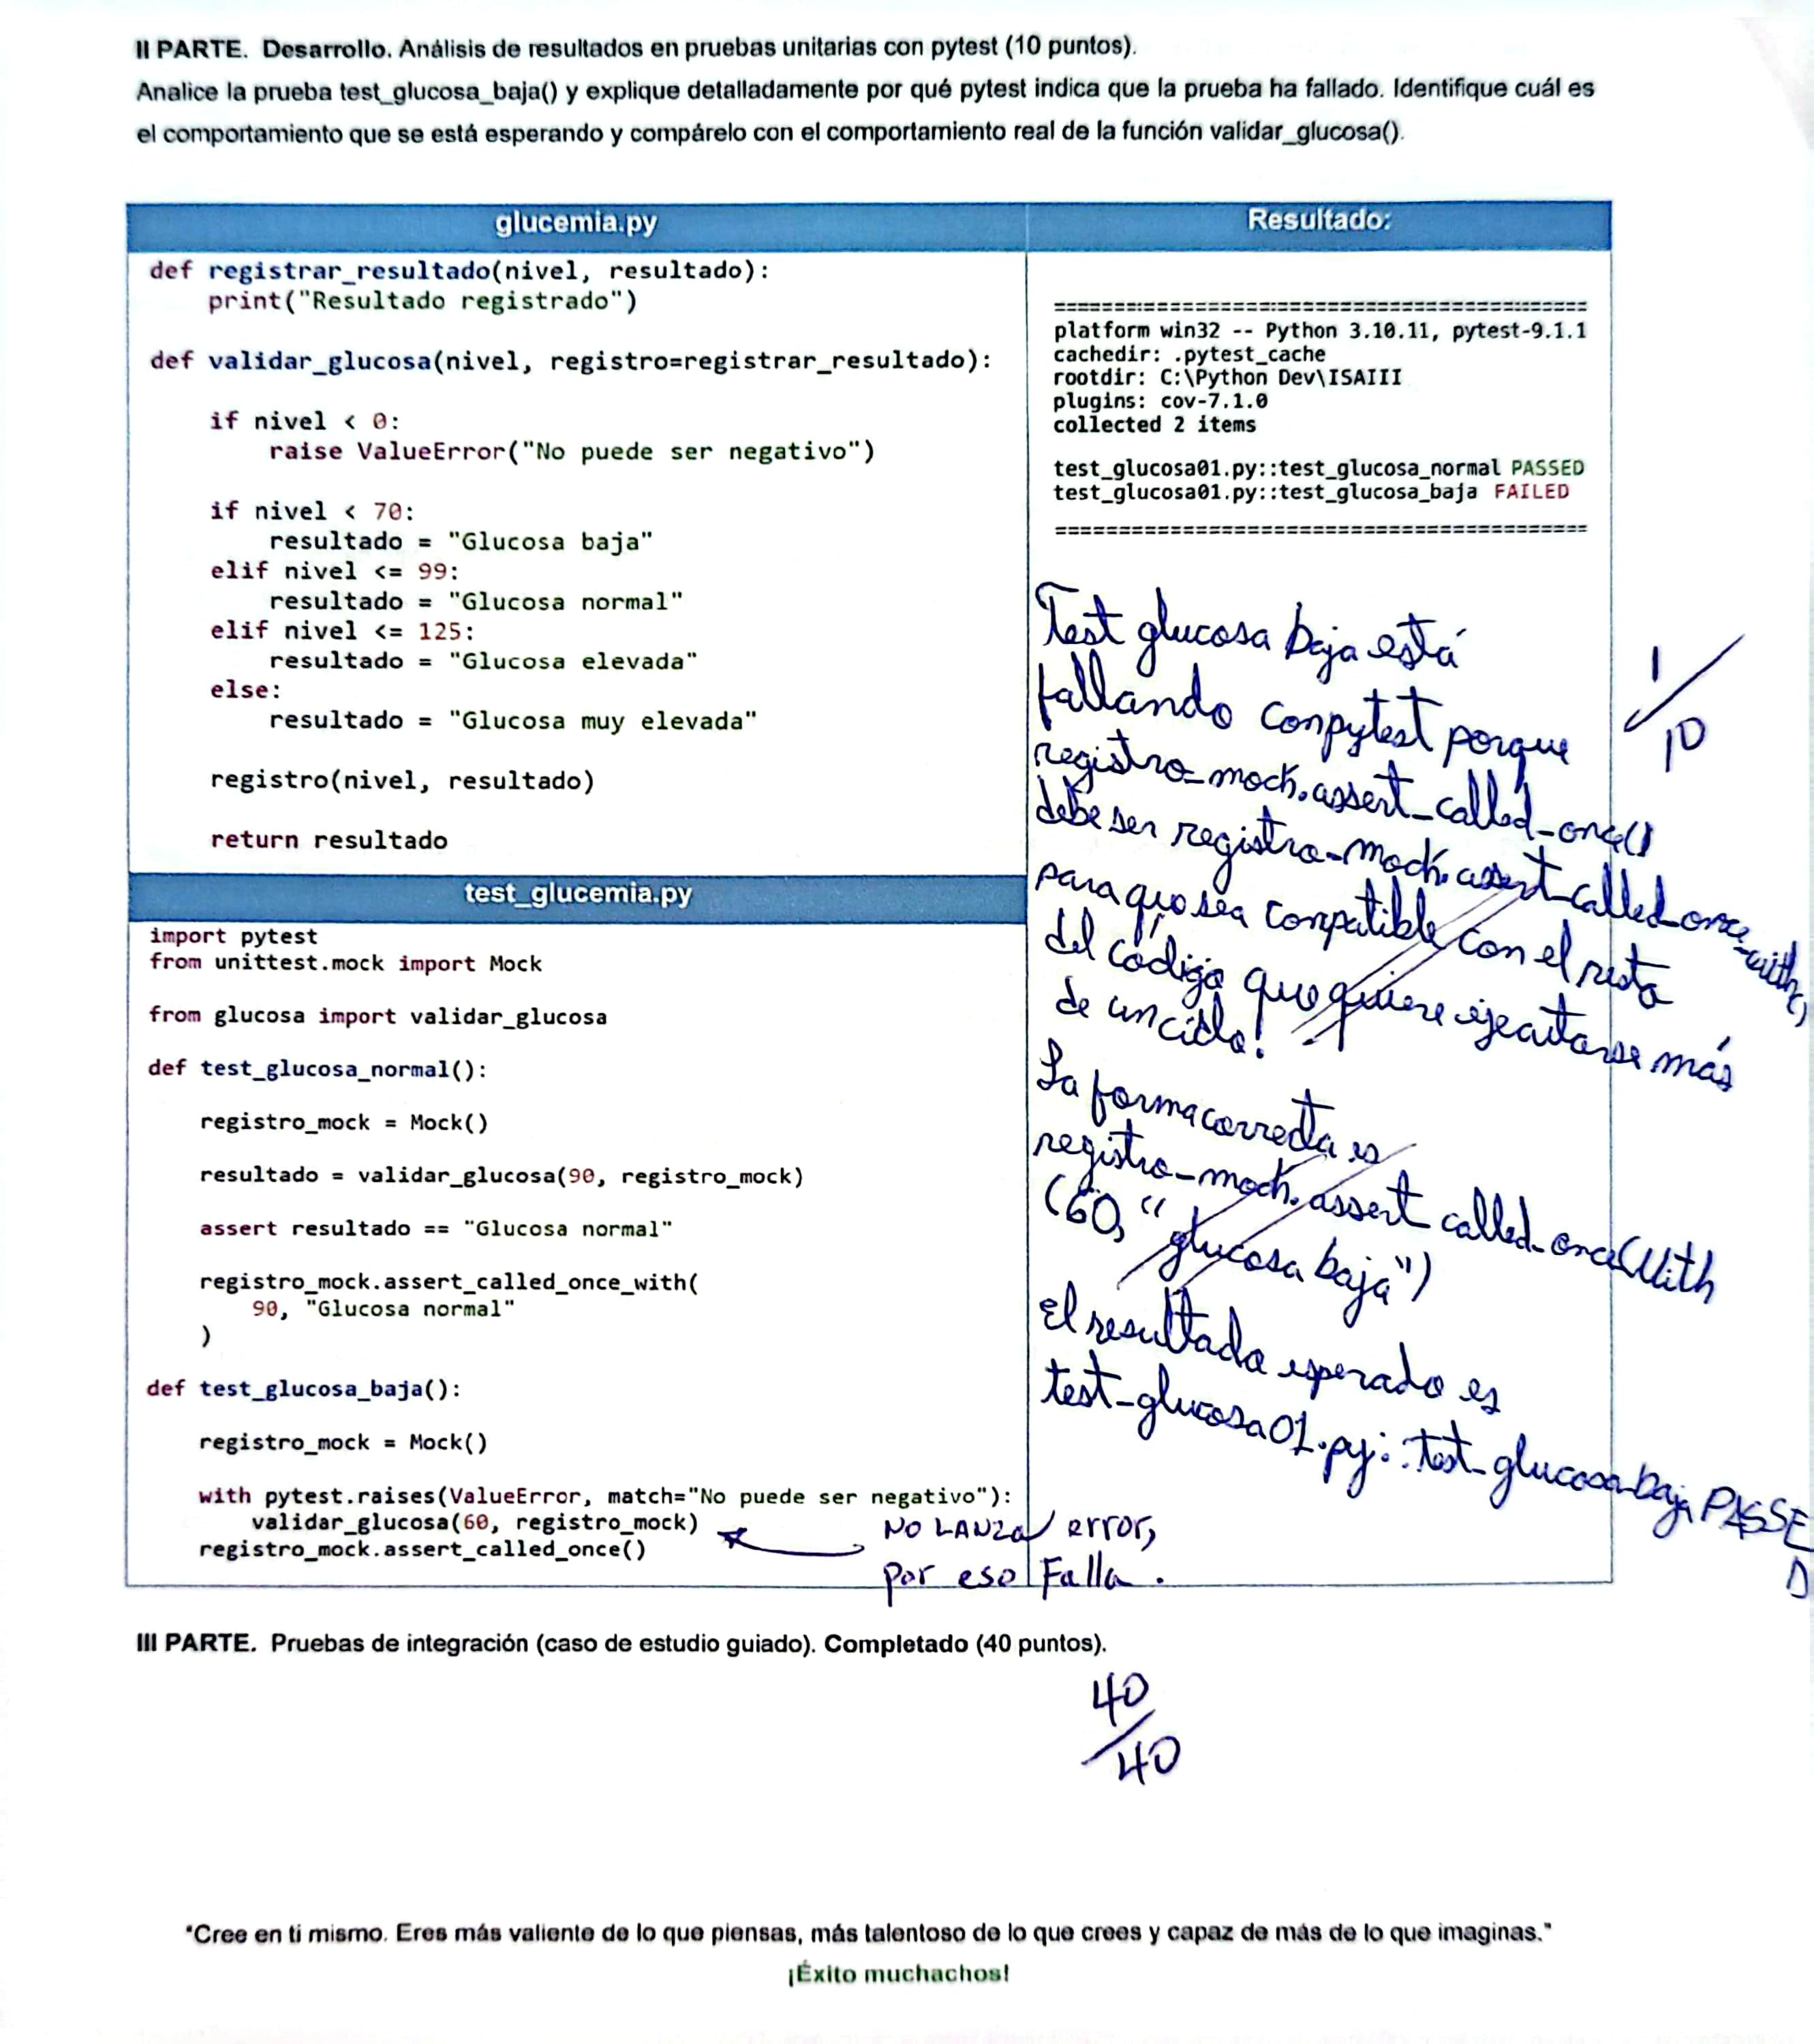 II PARTE. Desarrollo. Análisis de resultados en pruebas unitarias con pytest (10 puntos).
Analice la prueba test_glucosa_baja() y explique detalladamente por qué pytest indica que la prueba ha fallado. Identifique cuál es
el comportamiento que se está esperando y compárelo con el comportamiento real de la función validar_glucosa().
glucemia.py
def registrar_resultado(nivel, resultado):
    print("Resultado registrado")
def validar_glucosa(nivel, registro=registrar_resultado):
    if nivel < 0:
        raise ValueError("No puede ser negativo")
    if nivel < 70:
        resultado = "Glucosa baja"
    elif nivel <= 99:
        resultado = "Glucosa normal"
    elif nivel <= 125:
        resultado = "Glucosa elevada"
    else:
        resultado = "Glucosa muy elevada"
    registro(nivel, resultado)
    return resultado
test_glucemia.py
import pytest
from unittest.mock import Mock
from glucosa import validar_glucosa
def test_glucosa_normal():
    registro_mock = Mock()
    resultado = validar_glucosa(90, registro_mock)
    assert resultado == "Glucosa normal"
    registro_mock.assert_called_once_with(
        90, "Glucosa normal"
    )
def test_glucosa_baja():
    registro_mock = Mock()
    with pytest.raises(ValueError, match="No puede ser negativo"):
        validar_glucosa(60, registro_mock)
    registro_mock.assert_called_once()
NO LANZA error,
por eso Falla.
Resultado:
==========================================
platform win32 -- Python 3.10.11, pytest-9.1.1
cachedir: .pytest_cache
rootdir: C:\Python Dev\ISAIII
plugins: cov-7.1.0
collected 2 items
test_glucosa01.py::test_glucosa_normal PASSED
test_glucosa01.py::test_glucosa_baja FAILED
==========================================
Test glucosa baja está
fallando con pytest porque
registro_mock.assert_called_once()
debe ser registro_mock.assert_called_once_with()
para que sea compatible con el resto
del código que quiere ejecutarse más
de un ciclo!
La forma correcta es
registro_mock.assert called_once(With
(60, "glucosa baja")
El resultado esperado es
test_glucosa01.py::test_glucosa_baja PASSE
D
1/10
III PARTE. Pruebas de integración (caso de estudio guiado). Completado (40 puntos).
40/40
"Cree en ti mismo. Eres más valiente de lo que piensas, más talentoso de lo que crees y capaz de más de lo que imaginas."
¡Éxito muchachos!